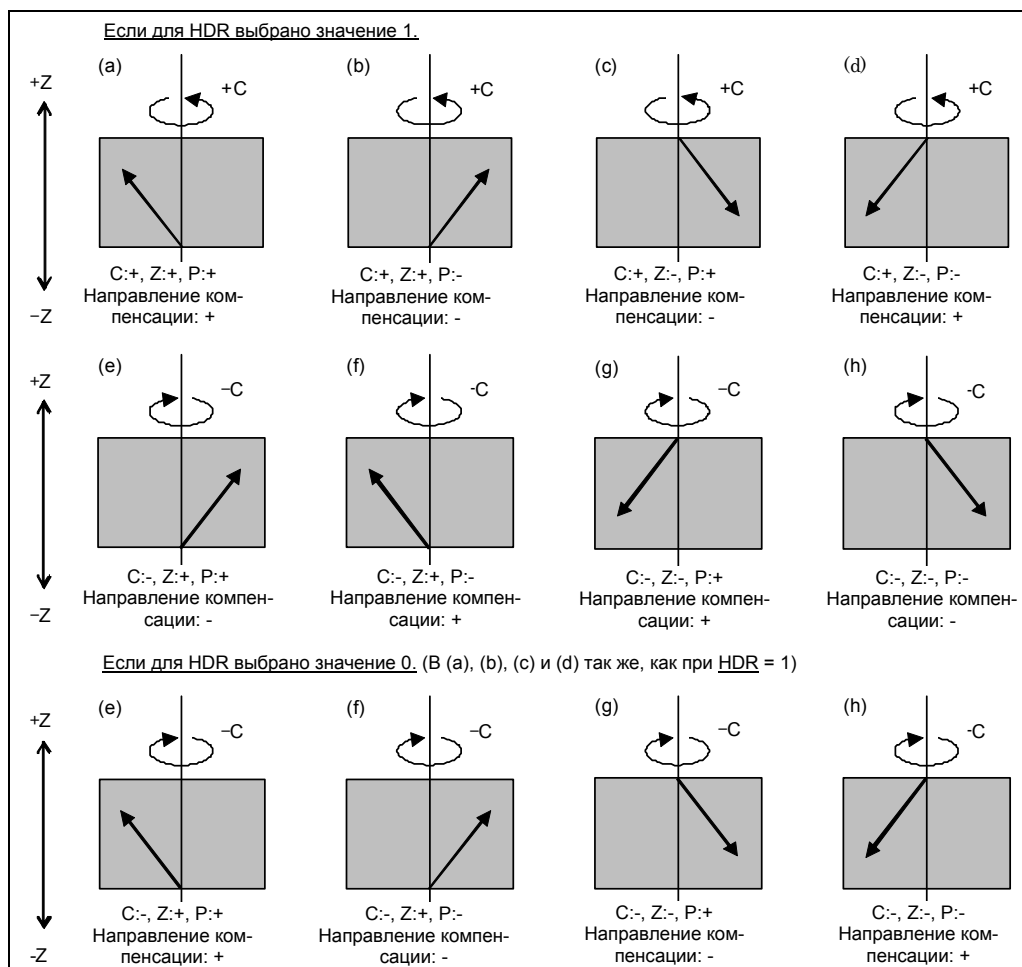 Если для HDR выбрано значение 1.
(a) (b) (c) (d)
+Z
+C +C +C +C
C:+, Z:+, P:+
Направление ком-
пенсации: +
C:+, Z:+, P:-
Направление ком-
пенсации: -
C:+, Z:-, P:+
Направление ком-
пенсации: -
C:+, Z:-, P:-
Направление ком-
пенсации: +
−Z
(e) (f) (g) (h)
+Z
−C -C −C -C
C:-, Z:+, P:+
Направление компен-
сации: -
C:-, Z:+, P:-
Направление компен-
сации: +
C:-, Z:-, P:+
Направление компен-
сации: +
C:-, Z:-, P:-
Направление компен-
сации: -
−Z
Если для HDR выбрано значение 0. (В (a), (b), (c) и (d) так же, как при HDR = 1)
(e) (f) (g) (h)
+Z
−C −C −C -C
C:-, Z:+, P:+
Направление ком-
пенсации: +
C:-, Z:+, P:-
Направление компен-
сации: -
C:-, Z:-, P:+
Направление ком-
пенсации: -
C:-, Z:-, P:-
Направление ком-
пенсации: +
-Z